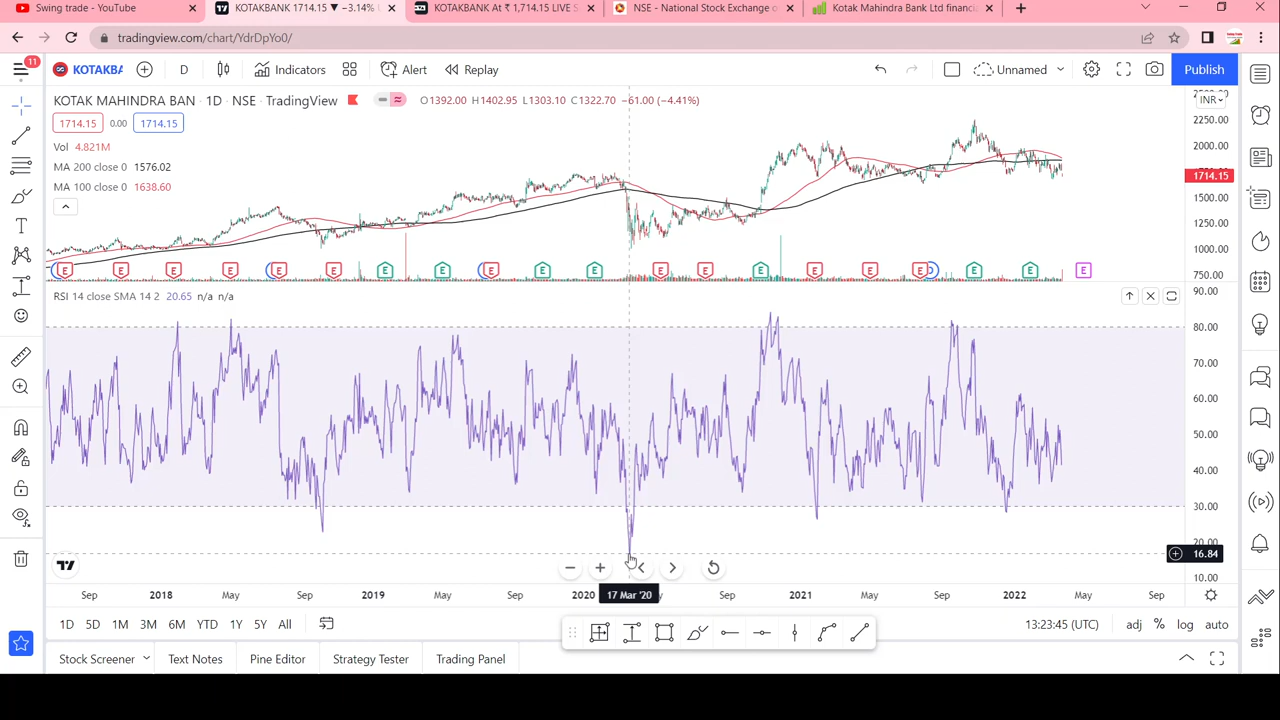 Swing trade - YouTube
KOTAKBANK 1714.15 ▼ −3.14%
KOTAKBANK At ₹ 1,714.15 LIVE S
NSE - National Stock Exchange o
Kotak Mahindra Bank Ltd financi
tradingview.com/chart/YdrDpYo0/
11
KOTAKBA
D
Indicators
Alert
Replay
Unnamed
Publish
KOTAK MAHINDRA BAN · 1D · NSE · TradingView
O1392.00 H1402.95 L1303.10 C1322.70 −61.00 (−4.41%)
INR
1714.15 0.00 1714.15
Vol 4.821M
MA 200 close 0 1576.02
MA 100 close 0 1638.60
2500.00
2250.00
2000.00
1714.15
1500.00
1250.00
1000.00
750.00
E E E E E E E E E E E E E E E E E D E E E
RSI 14 close SMA 14 2 20.65 n/a n/a
90.00
80.00
70.00
60.00
50.00
40.00
30.00
20.00
16.84
10.00
Sep 2018 May Sep 2019 May Sep 2020 17 Mar '20 Sep 2021 May Sep 2022 May Sep
1D 5D 1M 3M 6M YTD 1Y 5Y All
13:23:45 (UTC) adj % log auto
Stock Screener Text Notes Pine Editor Strategy Tester Trading Panel